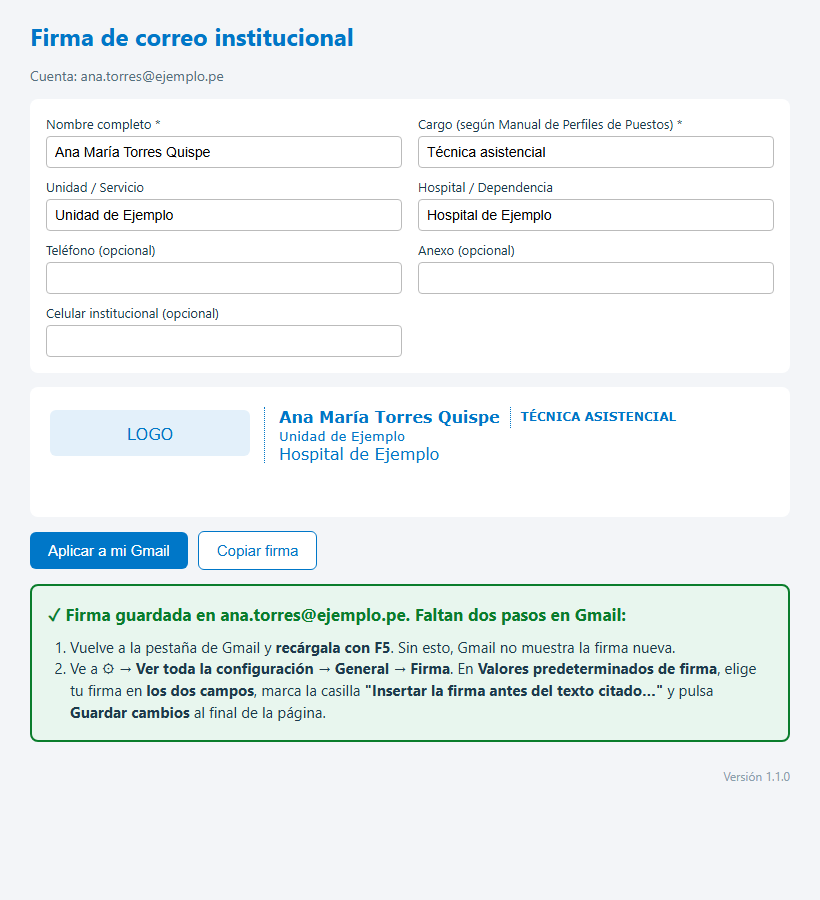 Firma de correo institucional
Cuenta: ana.torres@ejemplo.pe
Nombre completo *
Cargo (según Manual de Perfiles de Puestos) *
Ana María Torres Quispe
Técnica asistencial
Unidad / Servicio
Hospital / Dependencia
Unidad de Ejemplo
Hospital de Ejemplo
Teléfono (opcional)
Anexo (opcional)
Celular institucional (opcional)
LOGO
Ana María Torres Quispe
TÉCNICA ASISTENCIAL
Unidad de Ejemplo
Hospital de Ejemplo
Aplicar a mi Gmail
Copiar firma
✓ Firma guardada en ana.torres@ejemplo.pe. Faltan dos pasos en Gmail:
1. Vuelve a la pestaña de Gmail y recárgala con F5. Sin esto, Gmail no muestra la firma nueva.
2. Ve a ⚙ → Ver toda la configuración → General → Firma. En Valores predeterminados de firma, elige
tu firma en los dos campos, marca la casilla "Insertar la firma antes del texto citado…" y pulsa
Guardar cambios al final de la página.
Versión 1.1.0